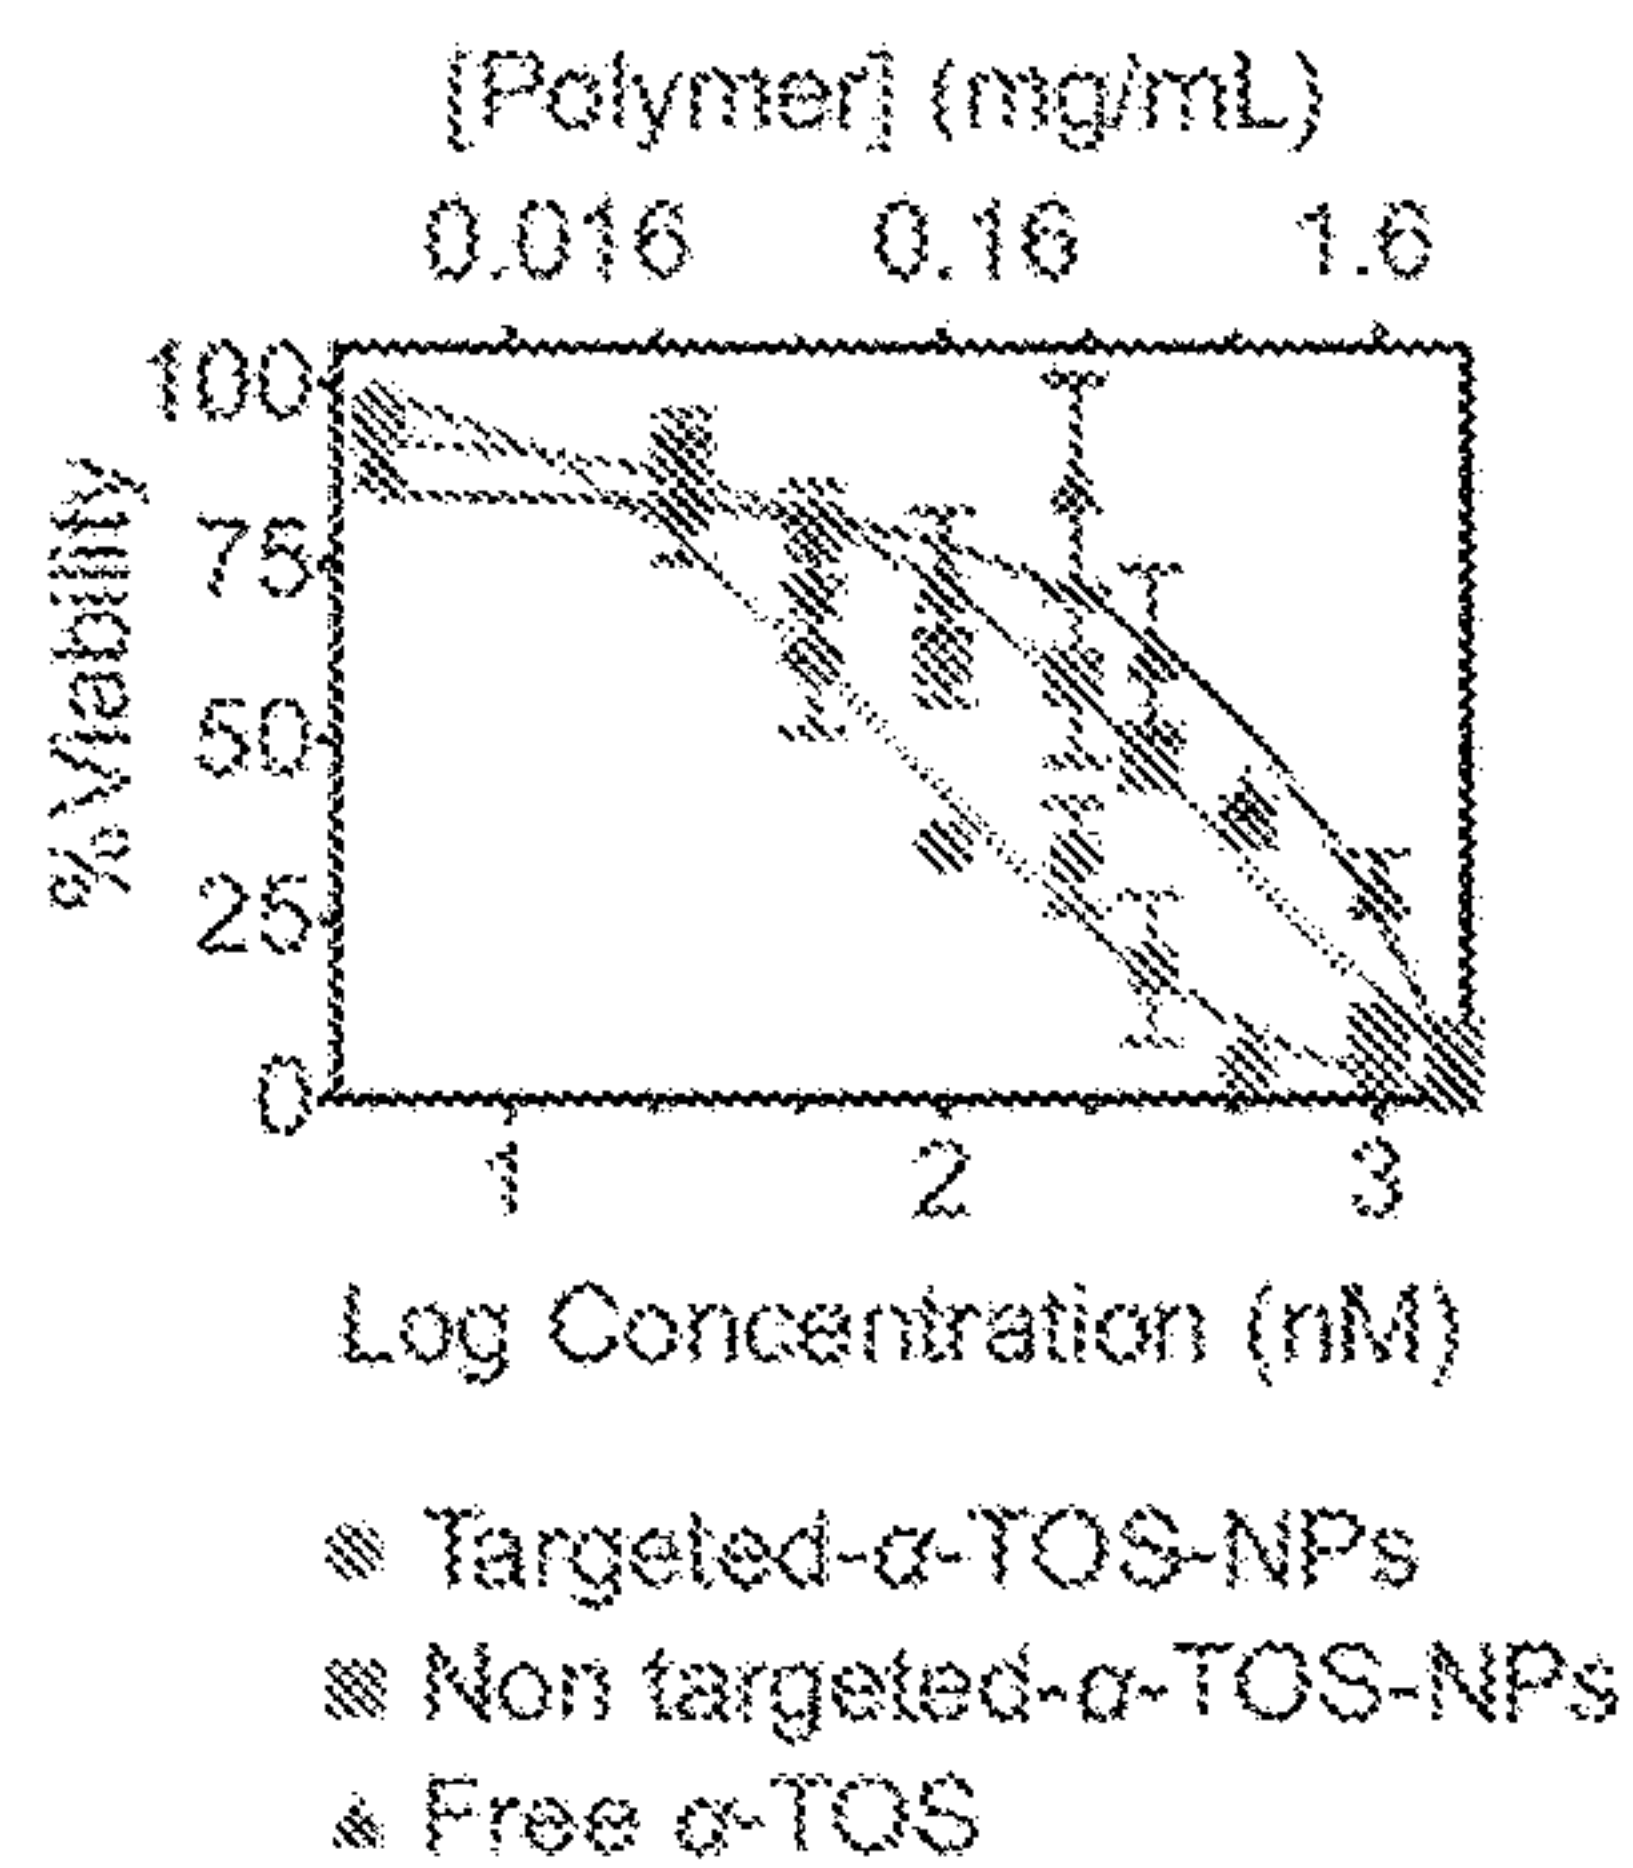 [Polymer] (mg/mL)
0.016 0.16 1.6
100
75
50
25
0
%Viability
1 2 3
Log Concentration (nM)
Targeted-α-TOS-NPs
Non targeted-α-TOS-NPs
Free α-TOS